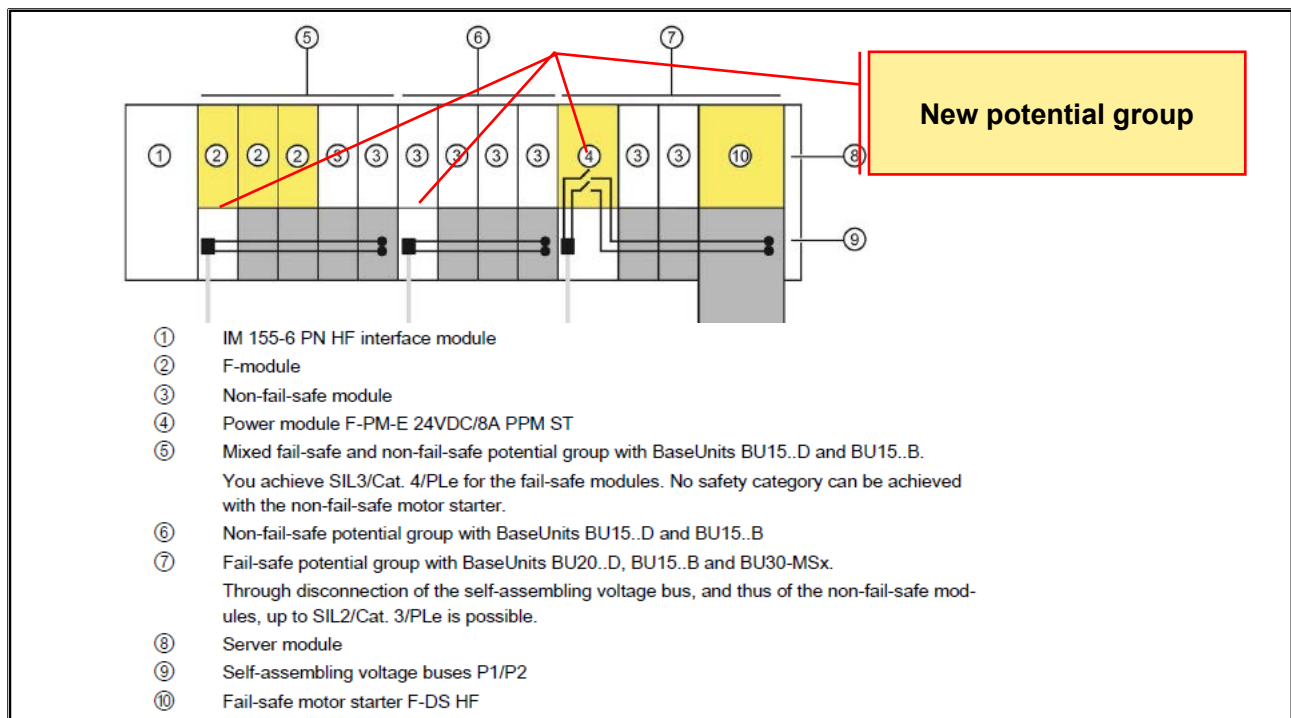 ⑤ ⑥ ⑦
New potential group
① ② ② ② ③ ③ ③ ③ ③ ③ ④ ③ ③ ⑩ ⑧
⑨
① IM 155-6 PN HF interface module
② F-module
③ Non-fail-safe module
④ Power module F-PM-E 24VDC/8A PPM ST
⑤ Mixed fail-safe and non-fail-safe potential group with BaseUnits BU15..D and BU15..B.
You achieve SIL3/Cat. 4/PLe for the fail-safe modules. No safety category can be achieved
with the non-fail-safe motor starter.
⑥ Non-fail-safe potential group with BaseUnits BU15..D and BU15..B
⑦ Fail-safe potential group with BaseUnits BU20..D, BU15..B and BU30-MSx.
Through disconnection of the self-assembling voltage bus, and thus of the non-fail-safe mod-
ules, up to SIL2/Cat. 3/PLe is possible.
⑧ Server module
⑨ Self-assembling voltage buses P1/P2
⑩ Fail-safe motor starter F-DS HF